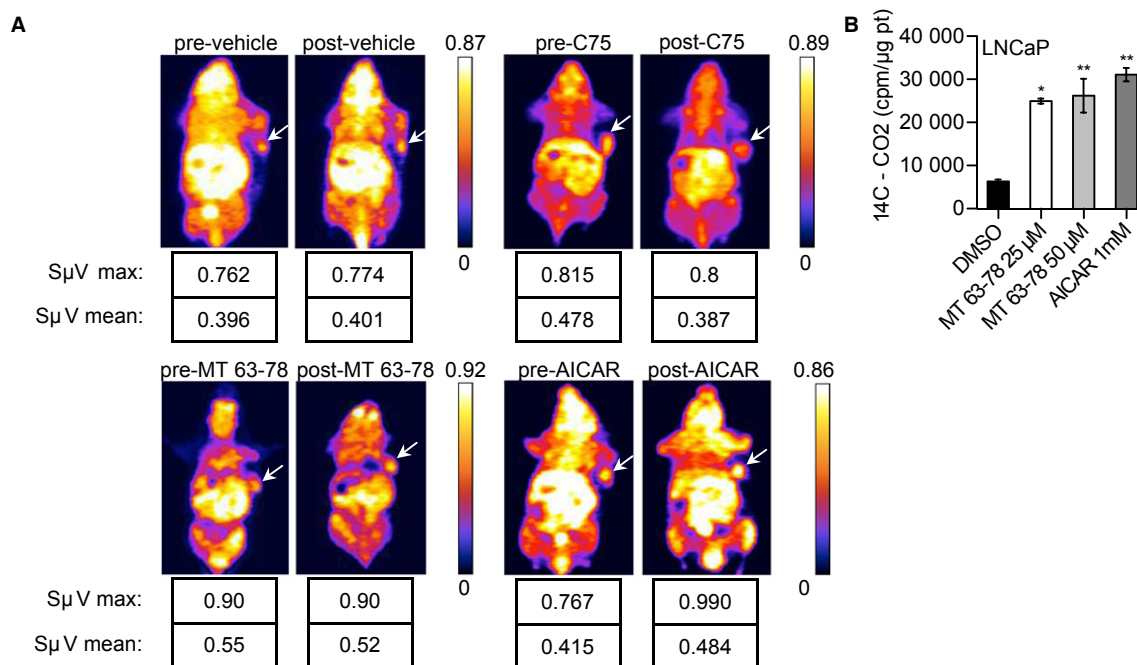 A
pre-vehicle post-vehicle 0.87
0
SµV max: 0.762 0.774
SµV mean: 0.396 0.401
pre-C75 post-C75 0.89
0
0.815 0.8
0.478 0.387
pre-MT 63-78 post-MT 63-78 0.92
0
SµV max: 0.90 0.90
SµV mean: 0.55 0.52
pre-AICAR post-AICAR 0.86
0
0.767 0.990
0.415 0.484
B
LNCaP
14C - CO2 (cpm/µg pt)
40 000
30 000
20 000
10 000
0
* ** **
DMSO
MT 63-78 25 µM
MT 63-78 50 µM
AICAR 1mM